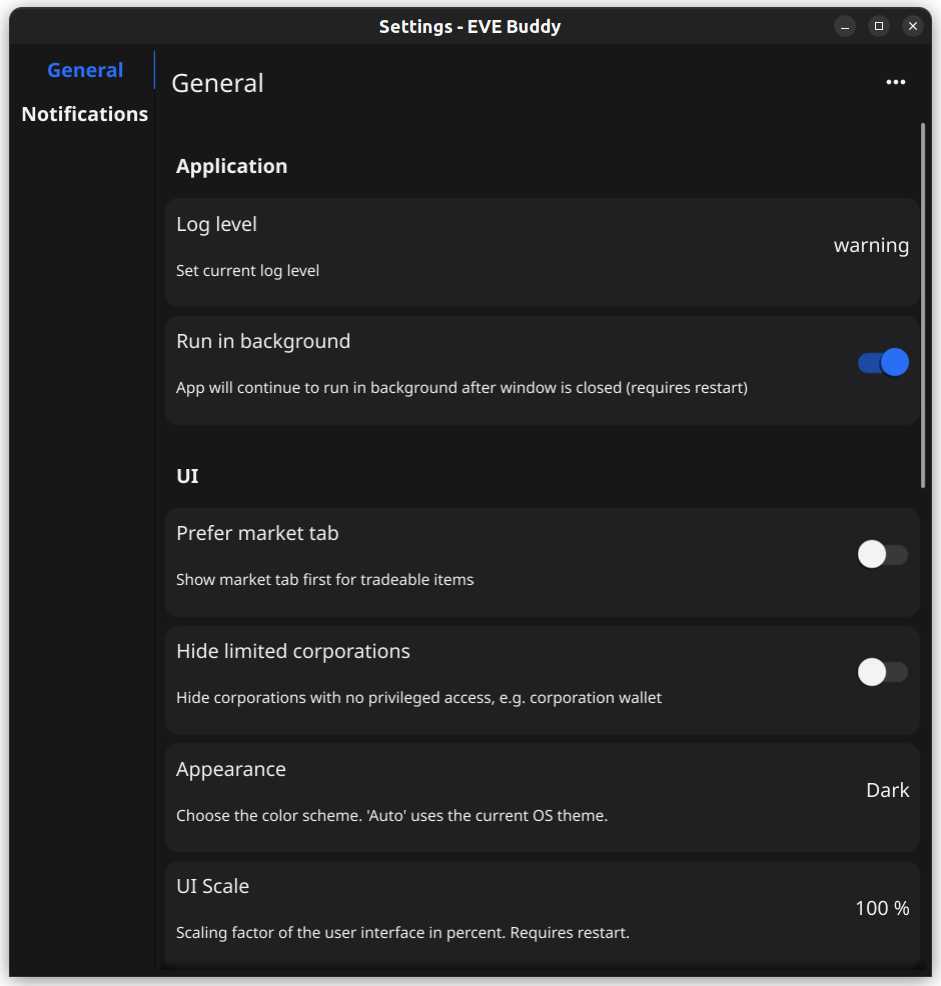 Settings - EVE Buddy
General
Notifications
General
Application
Log level
Set current log level
warning
Run in background
App will continue to run in background after window is closed (requires restart)
UI
Prefer market tab
Show market tab first for tradeable items
Hide limited corporations
Hide corporations with no privileged access, e.g. corporation wallet
Appearance
Choose the color scheme. 'Auto' uses the current OS theme.
Dark
UI Scale
Scaling factor of the user interface in percent. Requires restart.
100 %